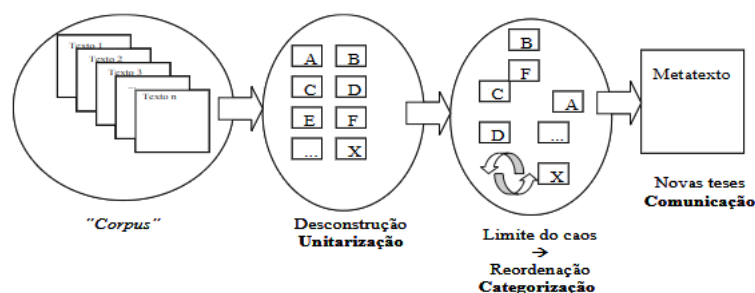 Texto 1
Texto 2
Texto 3
...
Texto n
A B
C D
E F
... X
B
F
C
A
D ...
X
Metatexto
"Corpus"
Desconstrução
Unitarização
Limite do caos
→
Reordenação
Categorização
Novas teses
Comunicação